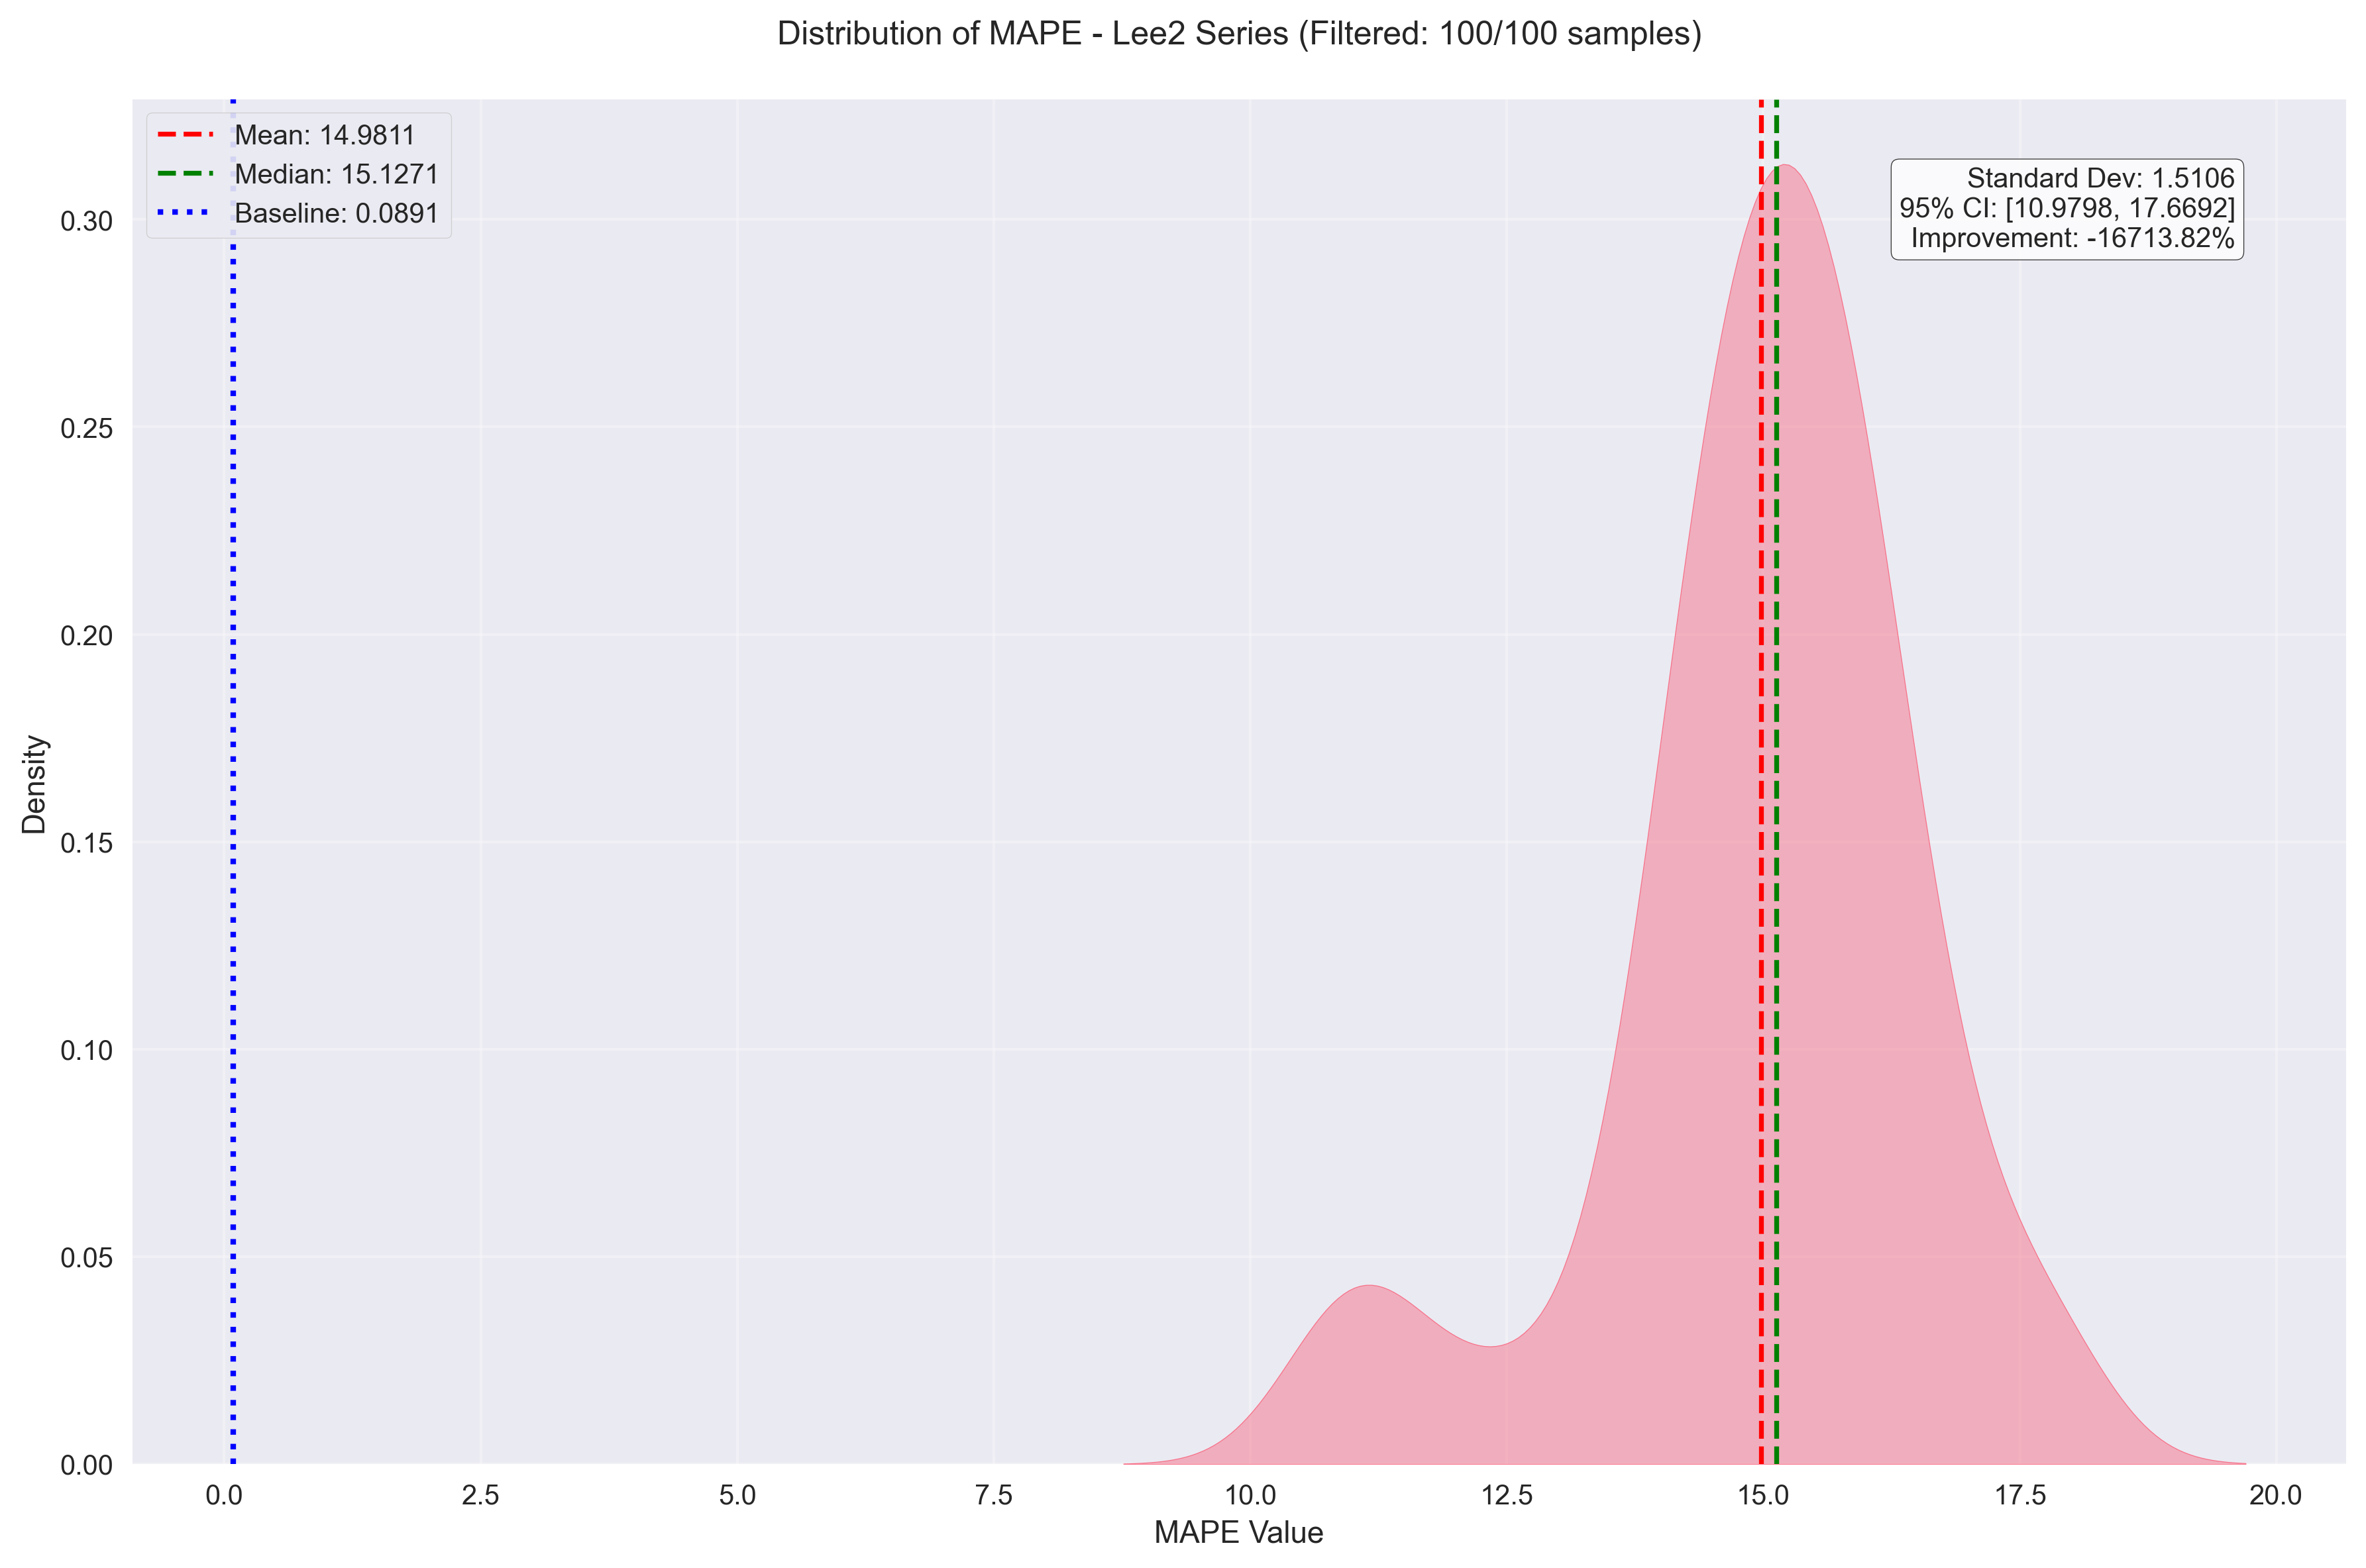 Distribution of MAPE - Lee2 Series (Filtered: 100/100 samples)
Mean: 14.9811
Median: 15.1271
Baseline: 0.0891
Standard Dev: 1.5106
95% CI: [10.9798, 17.6692]
Improvement: -16713.82%
0.30
0.25
0.20
0.15
0.10
0.05
0.00
Density
0.0 2.5 5.0 7.5 10.0 12.5 15.0 17.5 20.0
MAPE Value